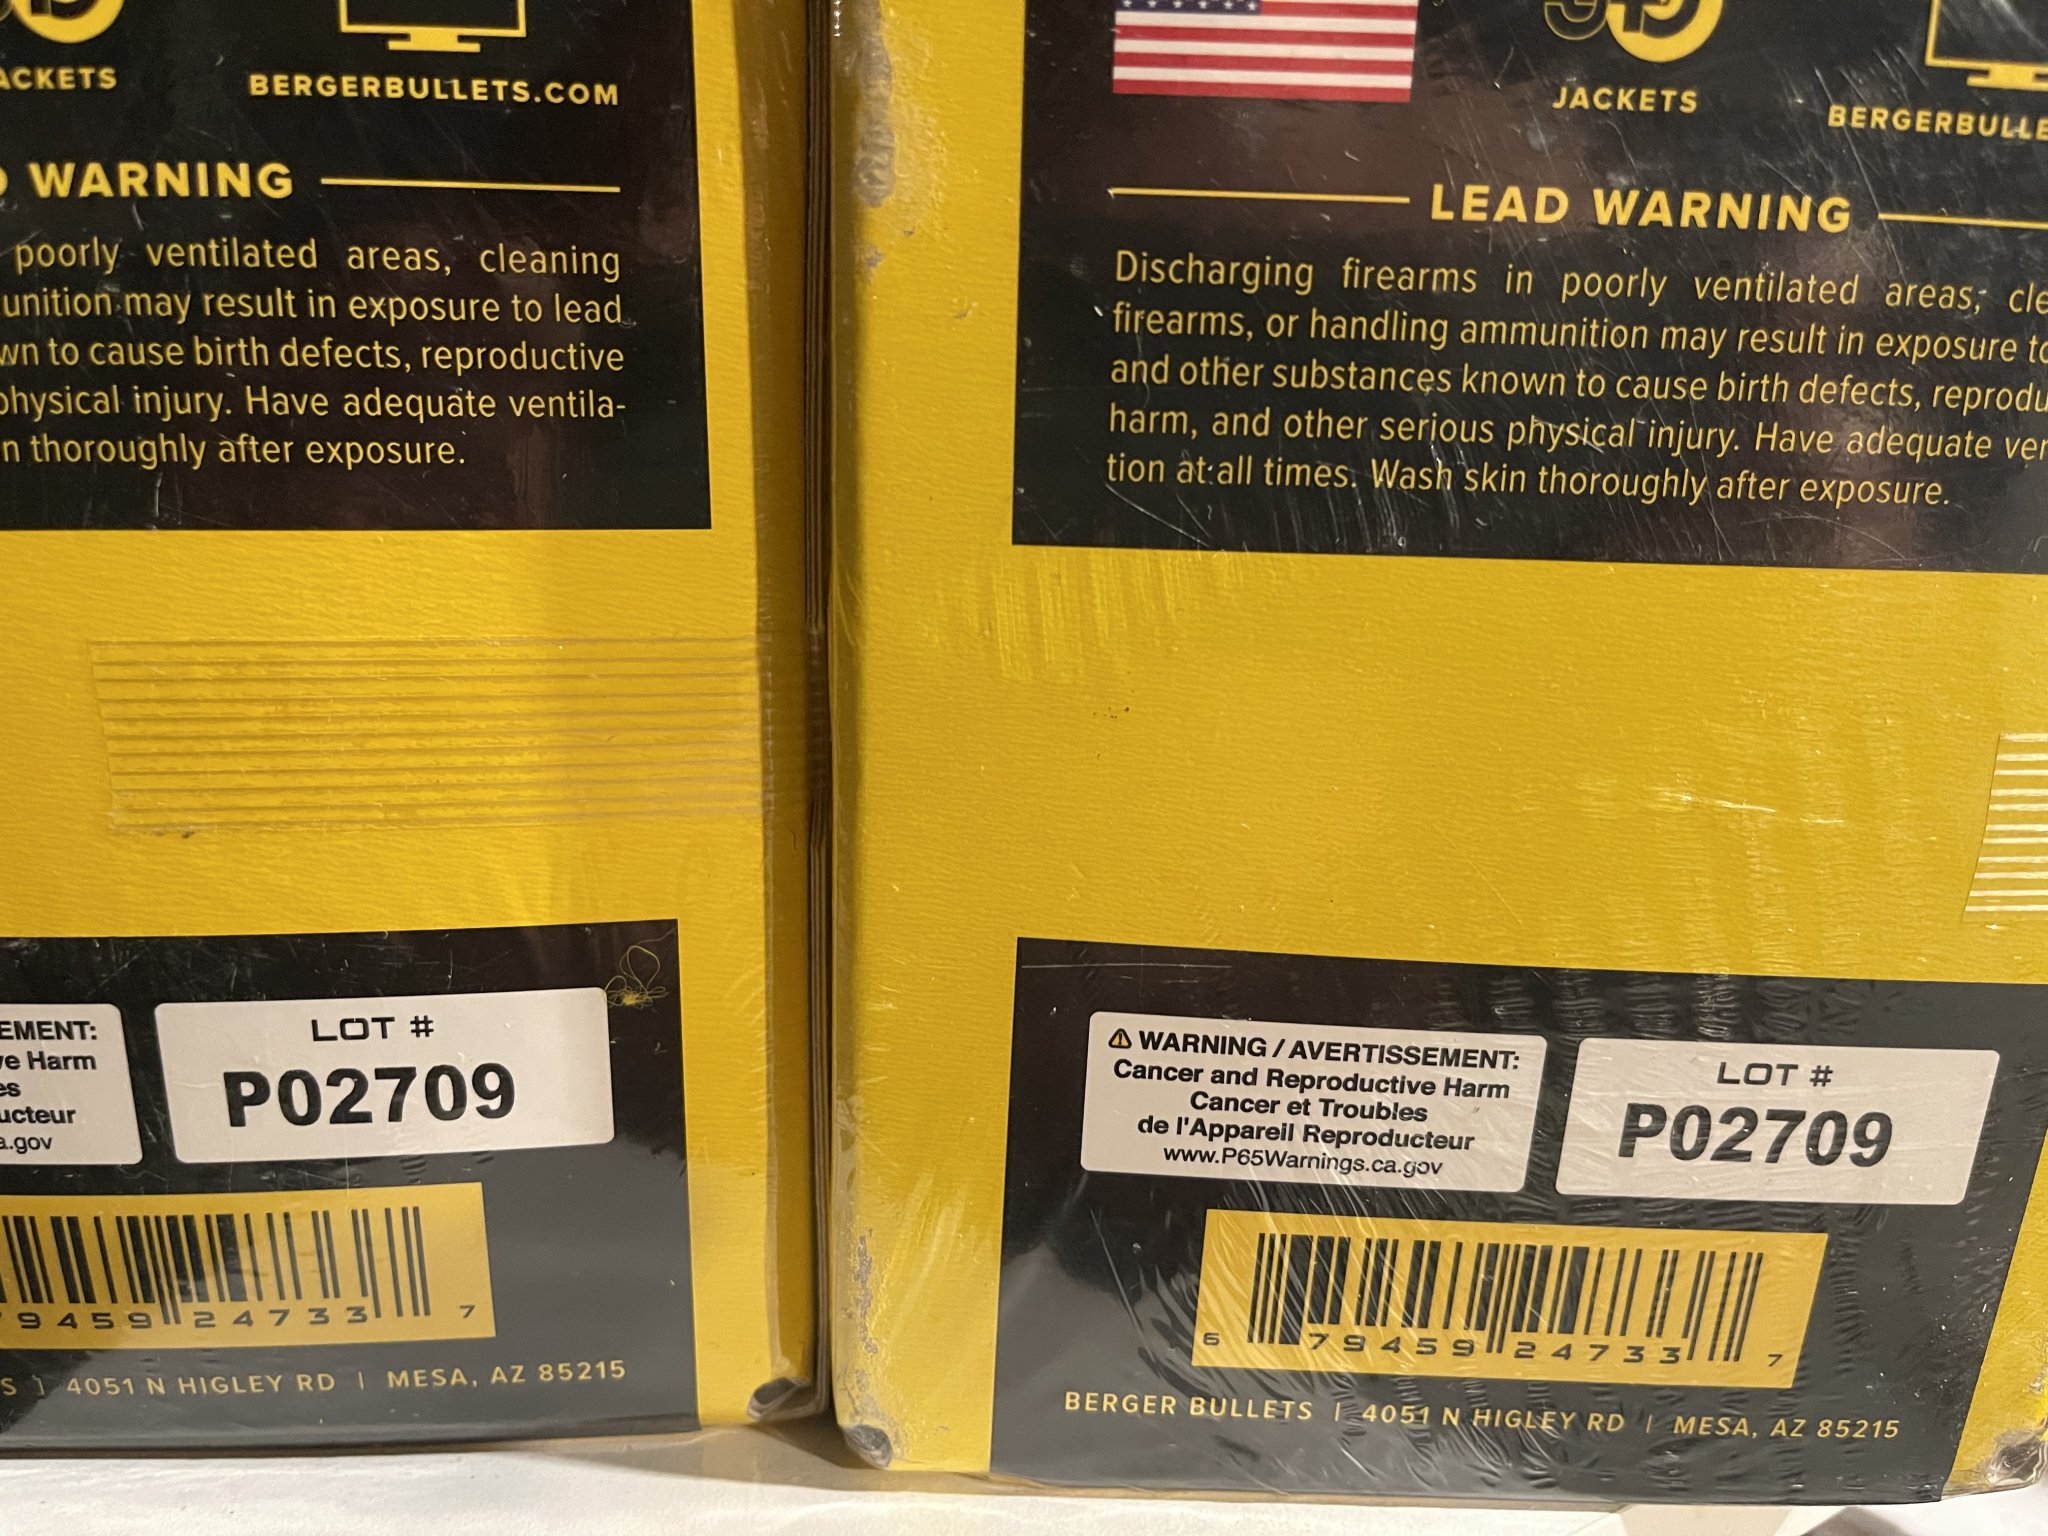 ACKETS
BERGERBULLETS.COM
WARNING
poorly ventilated areas, cleaning
unition may result in exposure to lead
wn to cause birth defects, reproductive
physical injury. Have adequate ventila-
n thoroughly after exposure.
EMENT:
ve Harm
es
ucteur
a.gov
LOT #
P02709
79459 24733 7
S | 4051 N HIGLEY RD | MESA, AZ 85215
JACKETS
BERGERBULLE
LEAD WARNING
Discharging firearms in poorly ventilated areas, cle
firearms, or handling ammunition may result in exposure to
and other substances known to cause birth defects, reprodu
harm, and other serious physical injury. Have adequate ven
tion at all times. Wash skin thoroughly after exposure.
WARNING / AVERTISSEMENT:
Cancer and Reproductive Harm
Cancer et Troubles
de l'Appareil Reproducteur
www.P65Warnings.ca.gov
LOT #
P02709
6 79459 24733 7
BERGER BULLETS | 4051 N HIGLEY RD | MESA, AZ 85215